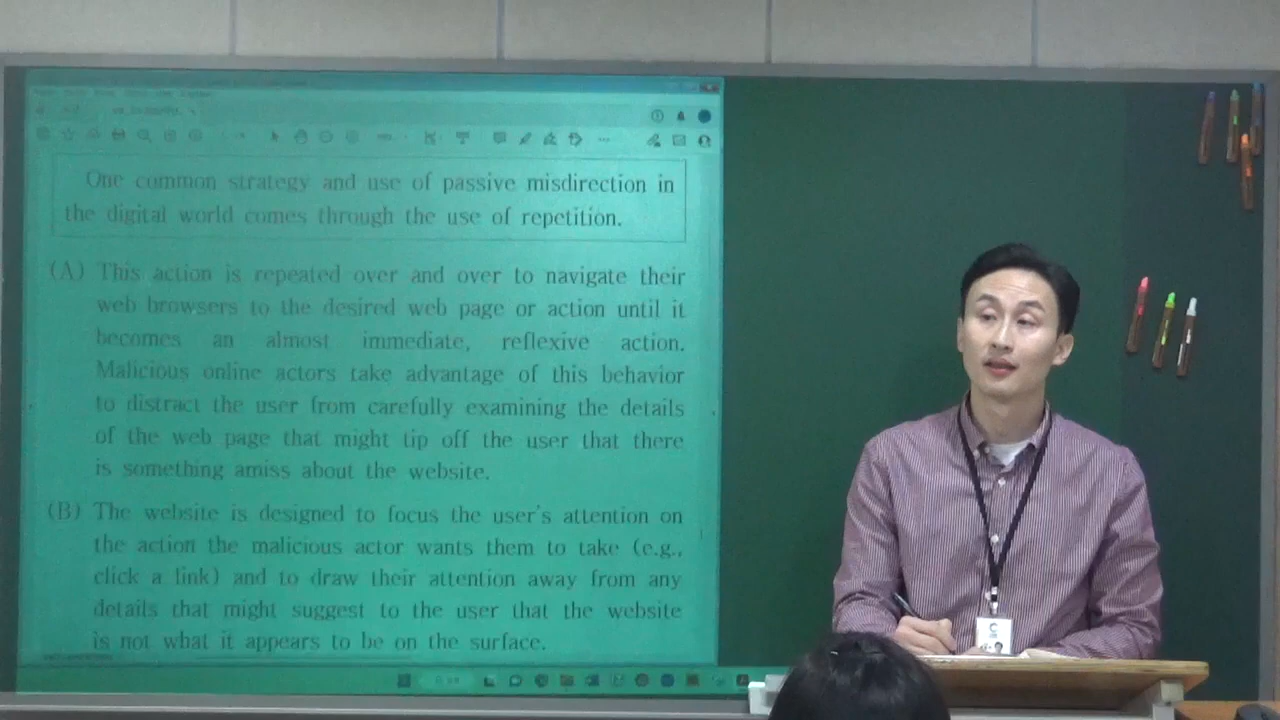 One common strategy and use of passive misdirection in
the digital world comes through the use of repetition.
(A) This action is repeated over and over to navigate their
web browsers to the desired web page or action until it
becomes an almost immediate, reflexive action.
Malicious online actors take advantage of this behavior
to distract the user from carefully examining the details
of the web page that might tip off the user that there
is something amiss about the website.
(B) The website is designed to focus the user's attention on
the action the malicious actor wants them to take (e.g.,
click a link) and to draw their attention away from any
details that might suggest to the user that the website
is not what it appears to be on the surface.